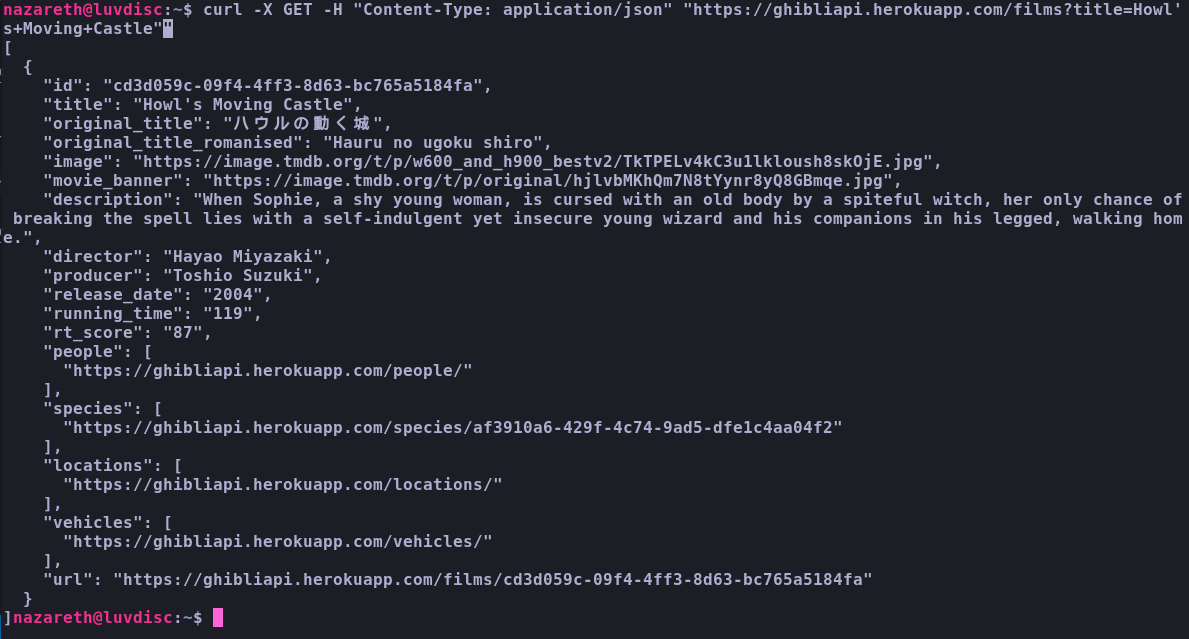 nazareth@luvdisc:~$ curl -X GET -H "Content-Type: application/json" "https://ghibliapi.herokuapp.com/films?title=Howl'
s+Moving+Castle""
[
  {
    "id": "cd3d059c-09f4-4ff3-8d63-bc765a5184fa",
    "title": "Howl's Moving Castle",
    "original_title": "ハウルの動く城",
    "original_title_romanised": "Hauru no ugoku shiro",
    "image": "https://image.tmdb.org/t/p/w600_and_h900_bestv2/TkTPELv4kC3u1lkloush8skOjE.jpg",
    "movie_banner": "https://image.tmdb.org/t/p/original/hjlvbMKhQm7N8tYynr8yQ8GBmqe.jpg",
    "description": "When Sophie, a shy young woman, is cursed with an old body by a spiteful witch, her only chance of
 breaking the spell lies with a self-indulgent yet insecure young wizard and his companions in his legged, walking hom
e.",
    "director": "Hayao Miyazaki",
    "producer": "Toshio Suzuki",
    "release_date": "2004",
    "running_time": "119",
    "rt_score": "87",
    "people": [
      "https://ghibliapi.herokuapp.com/people/"
    ],
    "species": [
      "https://ghibliapi.herokuapp.com/species/af3910a6-429f-4c74-9ad5-dfe1c4aa04f2"
    ],
    "locations": [
      "https://ghibliapi.herokuapp.com/locations/"
    ],
    "vehicles": [
      "https://ghibliapi.herokuapp.com/vehicles/"
    ],
    "url": "https://ghibliapi.herokuapp.com/films/cd3d059c-09f4-4ff3-8d63-bc765a5184fa"
  }
]nazareth@luvdisc:~$